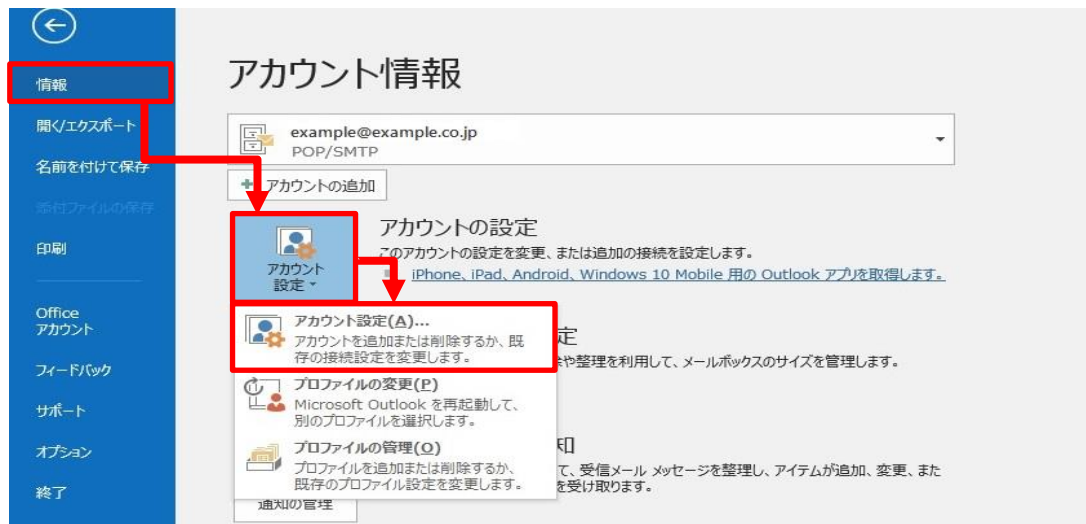 情報
開く/エクスポート
名前を付けて保存
添付ファイルの保存
印刷
Office
アカウント
フィードバック
サポート
オプション
終了
アカウント情報
example@example.co.jp
POP/SMTP
アカウントの追加
アカウント
設定
アカウントの設定
このアカウントの設定を変更、または追加の接続を設定します。
iPhone、iPad、Android、Windows 10 Mobile 用の Outlook アプリを取得します。
アカウント設定(A)...
アカウントを追加または削除するか、既
存の接続設定を変更します。
定
や整理を利用して、メールボックスのサイズを管理します。
プロファイルの変更(P)
Microsoft Outlook を再起動して、
別のプロファイルを選択します。
プロファイルの管理(O)
プロファイルを追加または削除するか、
既存のプロファイル設定を変更します。
て、受信メール メッセージを整理し、アイテムが追加、変更、また
を受け取ります。
通知の管理